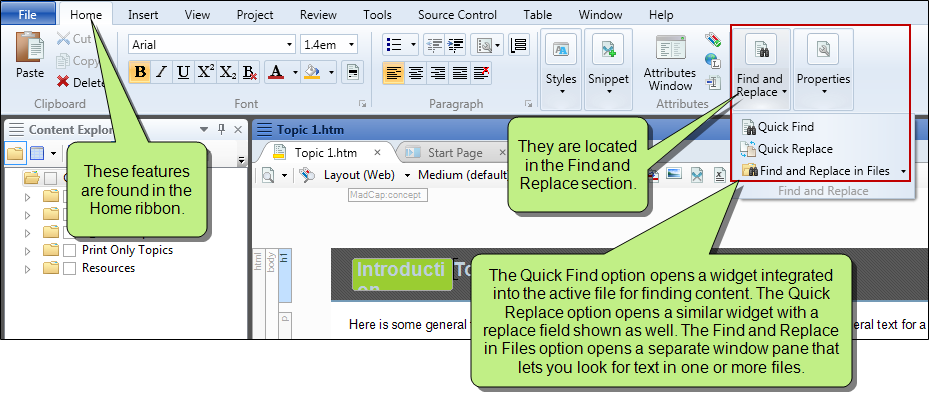 File Home Insert View Project Review Tools Source Control Table Window Help
Paste
Cut
Copy
Delete
Clipboard
Arial 1.4em
B I U X² X₂ B A
Font
Paragraph
Styles
Snippet
Attributes
Window
Attributes
Find and
Replace
Properties
Quick Find
Quick Replace
Find and Replace in Files
Find and Replace
These features
are found in the
Home ribbon.
They are located
in the Find and
Replace section.
Content Explor
Print Only Topics
Resources
Topic 1.htm
Topic 1.htm Start Page
Layout (Web) Medium (default
MadCap:concept
html
body
h1
p
Introducti To
on
Here is some general
eral text for a
The Quick Find option opens a widget integrated
into the active file for finding content. The Quick
Replace option opens a similar widget with a
replace field shown as well. The Find and Replace
in Files option opens a separate window pane that
lets you look for text in one or more files.